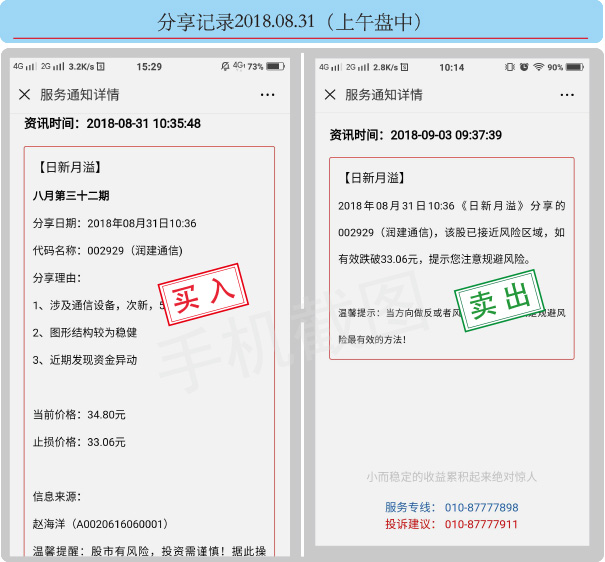 分享记录2018.08.31（上午盘中）
4G 2G 3.2K/s 15:29 4G 73%
服务通知详情
资讯时间：2018-08-31 10:35:48
【日新月溢】
八月第三十二期
分享日期：2018年08月31日10:36
代码名称：002929（润建通信）
分享理由：
1、涉及通信设备，次新，5
买入
2、图形结构较为稳健
3、近期发现资金异动
当前价格：34.80元
止损价格：33.06元
信息来源：
赵海洋（A0020616060001）
温馨提醒：股市有风险，投资需谨慎！据此操
4G 2G 2.8K/s 10:14 90%
服务通知详情
资讯时间：2018-09-03 09:37:39
【日新月溢】
2018年08月31日10:36《日新月溢》分享的
002929（润建通信），该股已接近风险区域，如
有效跌破33.06元，提示您注意规避风险。
卖出
温馨提示：当方向做反或者风 规避风
险最有效的方法！
小而稳定的收益累积起来绝对惊人
服务专线： 010-87777898
投诉建议： 010-87777911
手机截图